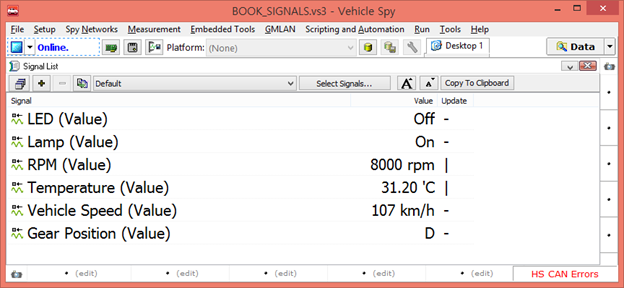 BOOK_SIGNALS.vs3 - Vehicle Spy
File Setup Spy Networks Measurement Embedded Tools GMLAN Scripting and Automation Run Tools Help
Online. Platform: (None) Desktop 1 Data
Signal List
Default Select Signals... A A Copy To Clipboard
Signal Value Update
LED (Value) Off -
Lamp (Value) On -
RPM (Value) 8000 rpm |
Temperature (Value) 31.20 'C |
Vehicle Speed (Value) 107 km/h -
Gear Position (Value) D -
(edit) (edit) (edit) (edit) (edit) HS CAN Errors